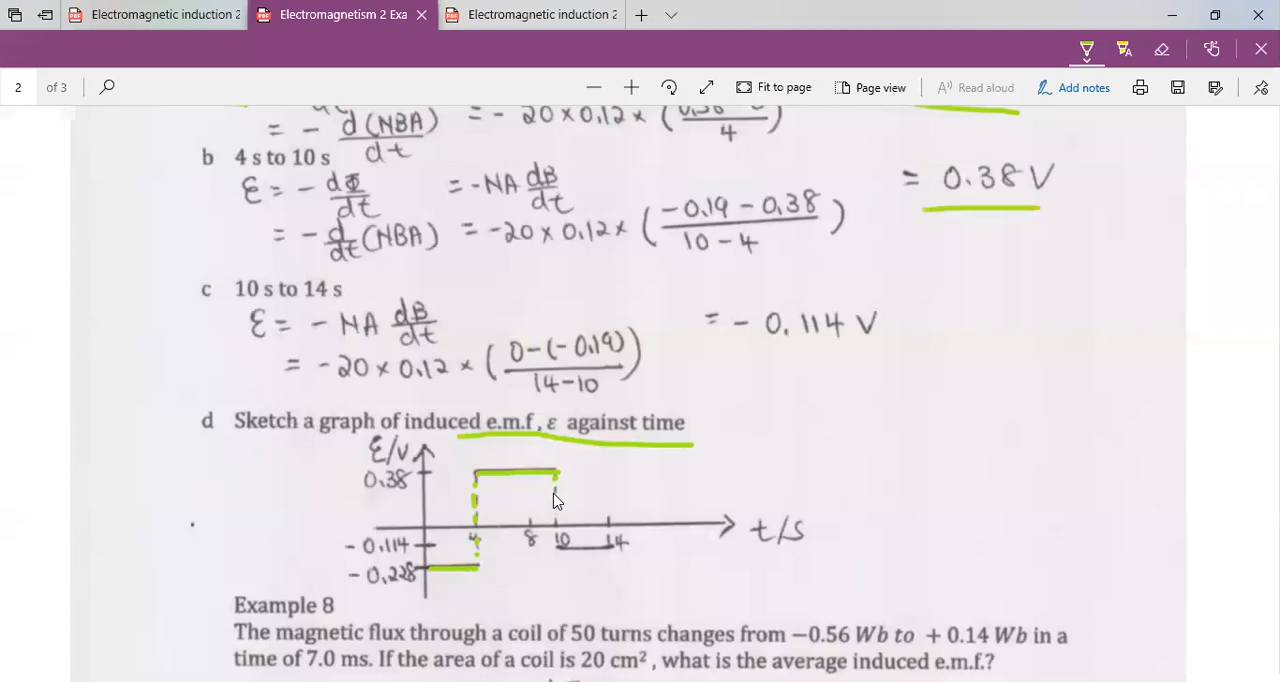 Electromagnetic induction 2
Electromagnetism 2 Exa
Electromagnetic induction 2
2 of 3
Fit to page
Page view
Read aloud
Add notes
= - d(NBA)/dt = - 20 × 0.12 × ( /4 )
b 4 s to 10 s
ε = - dΦ/dt = -NA dB/dt
= 0.38 V
= - d/dt (NBA) = -20 × 0.12 × ( -0.19 - 0.38 / 10 - 4 )
c 10 s to 14 s
ε = - NA dB/dt
= - 0.114 V
= -20 × 0.12 × ( 0-(-0.19) / 14-10 )
d Sketch a graph of induced e.m.f, ε against time
ε/V
0.38
4 8 10 14 t/s
- 0.114
- 0.228
Example 8
The magnetic flux through a coil of 50 turns changes from −0.56 Wb to + 0.14 Wb in a
time of 7.0 ms. If the area of a coil is 20 cm², what is the average induced e.m.f.?